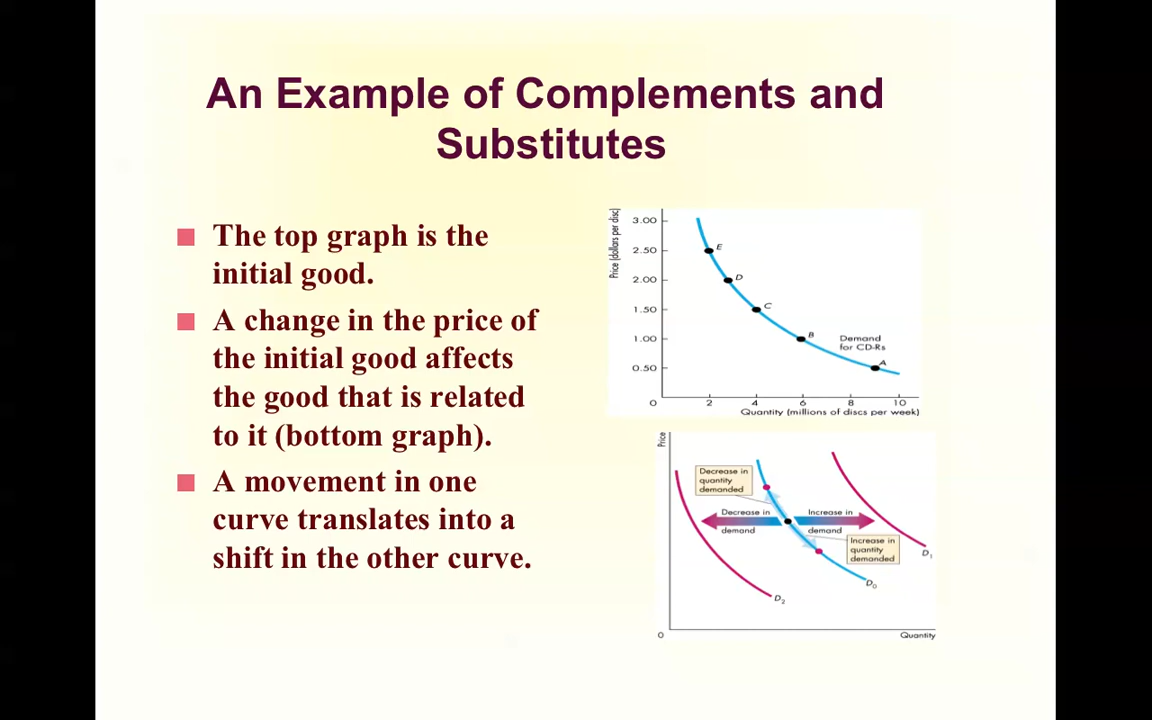 An Example of Complements and
Substitutes
The top graph is the
initial good.
A change in the price of
the initial good affects
the good that is related
to it (bottom graph).
A movement in one
curve translates into a
shift in the other curve.
Price (dollars per disc)
3.00
2.50
2.00
1.50
1.00
0.50
0
2
4
6
8
10
E
D
C
B
A
Demand
for CD-Rs
Quantity (millions of discs per week)
Price
Decrease in
quantity
demanded
Decrease in
demand
Increase in
demand
Increase in
quantity
demanded
D1
D0
D2
0
Quantity